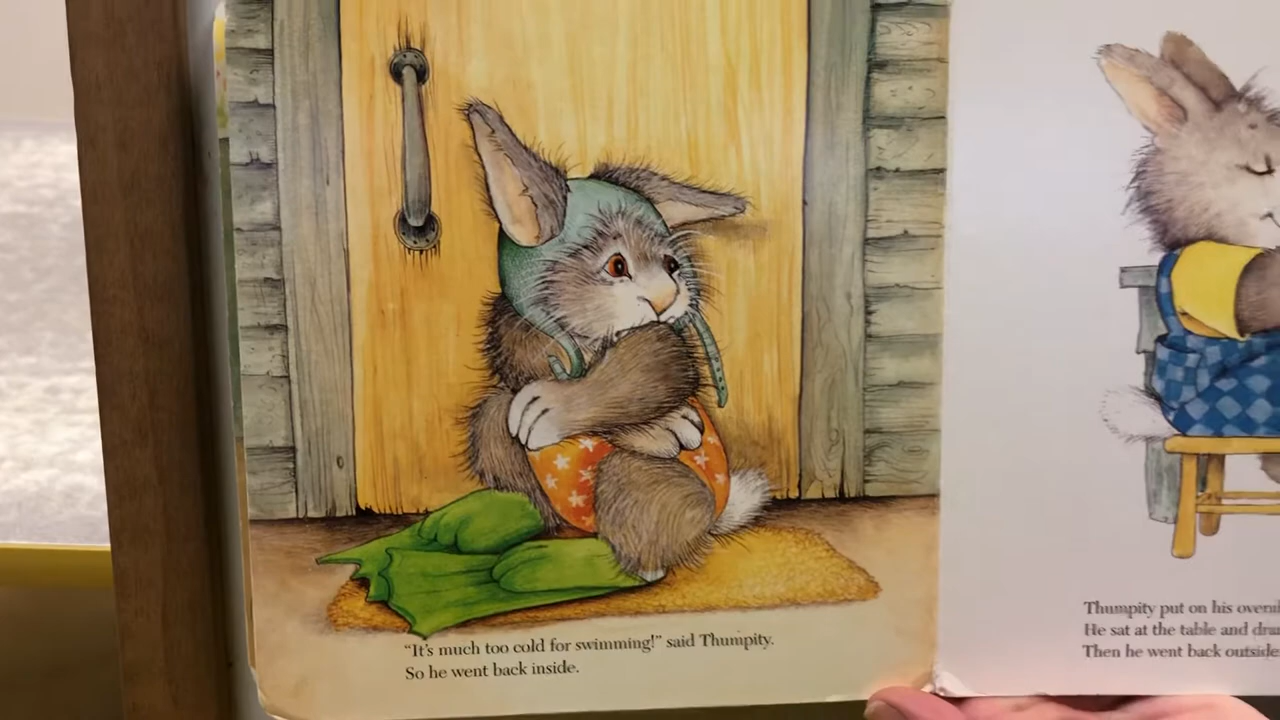 "It's much too cold for swimming!" said Thumpity.
So he went back inside.
Thumpity put on his
He sat at the table and
Then he went back outside